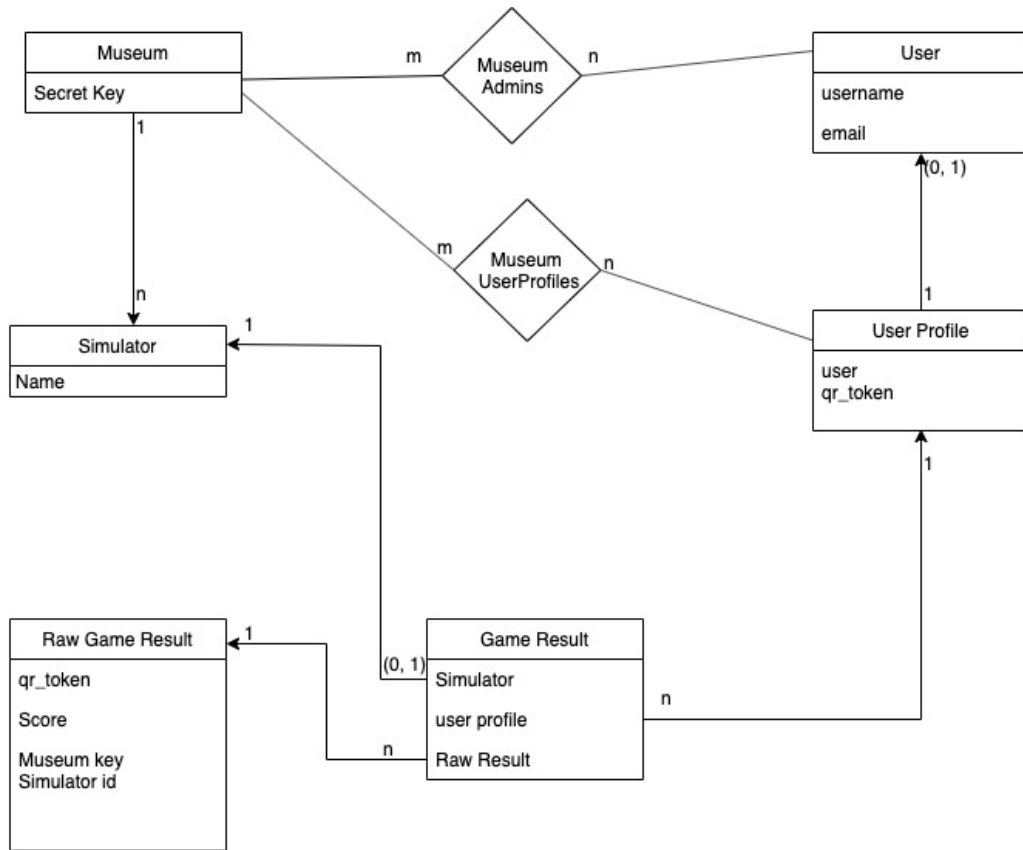 Museum
Secret Key
m
Museum
Admins
n
User
username
email
1
(0, 1)
m
Museum
UserProfiles
n
n
1
Simulator
Name
1
User Profile
user
qr_token
1
Raw Game Result
qr_token
Score
Museum key
Simulator id
1
(0, 1)
n
Game Result
Simulator
user profile
Raw Result
n